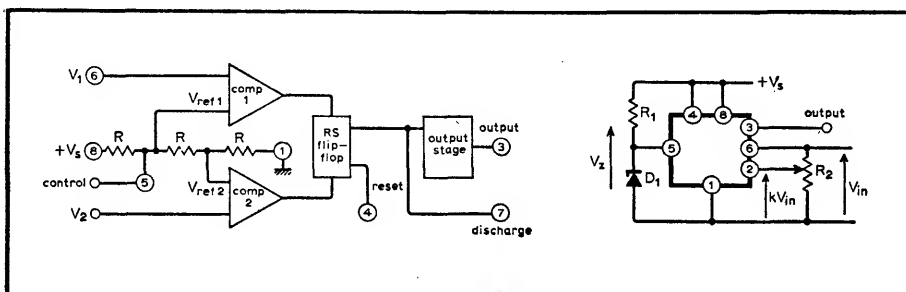 V1 6
comp 1
Vref 1
+Vs 8 R R R 1
control 5
Vref 2
comp 2
V2
RS flip-flop
reset
4
output stage
output
3
7
discharge
+Vs
R1
4 8
3 output
5 6
2
1
Vz
D1
R2
kVin
Vin